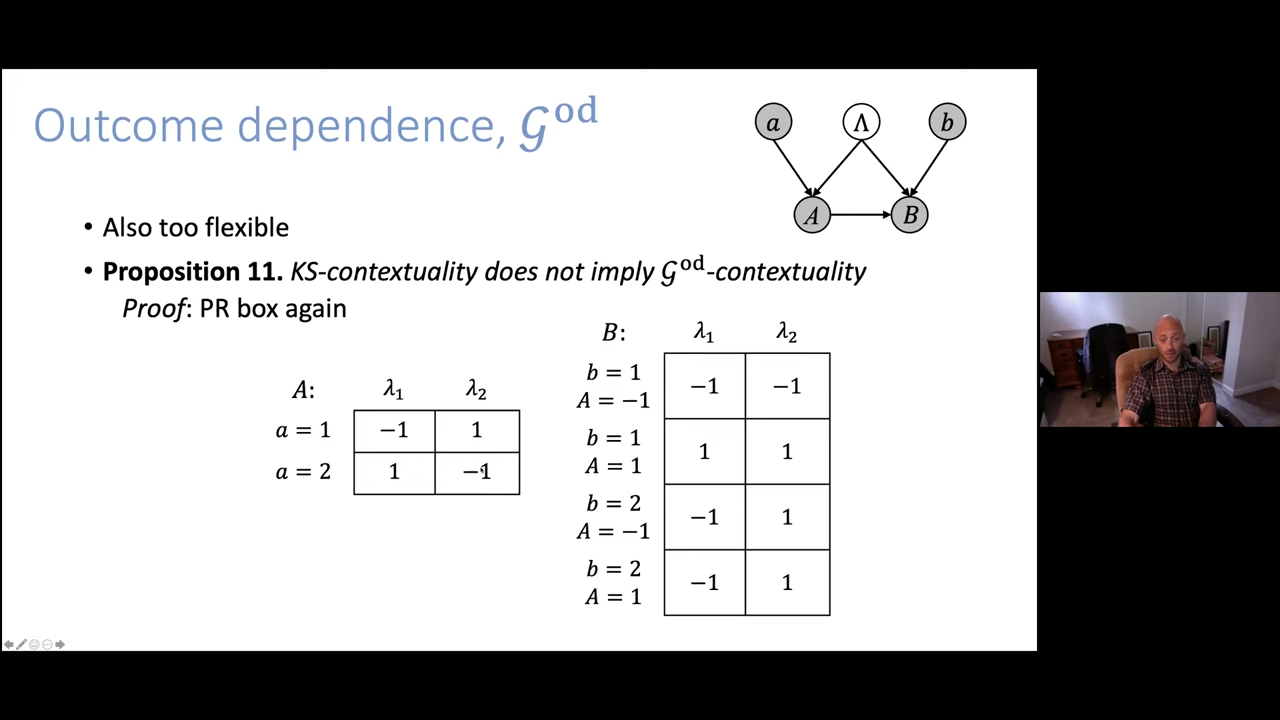 Outcome dependence, 𝒢^od
a Λ b
A B
• Also too flexible
• Proposition 11. KS-contextuality does not imply 𝒢^od-contextuality
Proof: PR box again
A: λ₁ λ₂
a = 1 −1 1
a = 2 1 −1
B: λ₁ λ₂
b = 1
A = −1 −1 −1
b = 1
A = 1 1 1
b = 2
A = −1 −1 1
b = 2
A = 1 −1 1